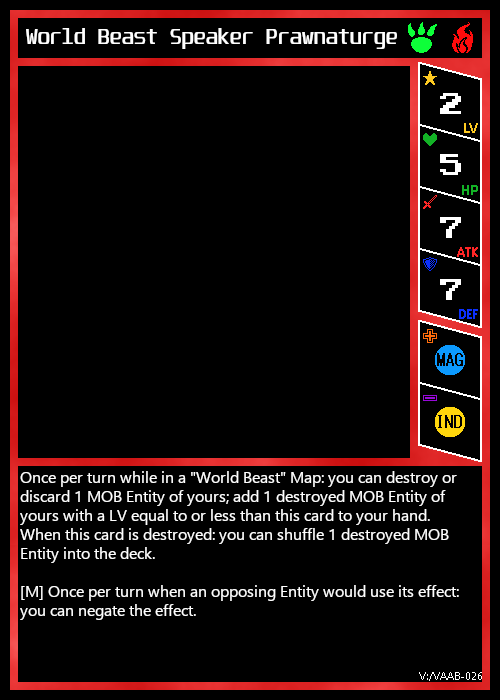 World Beast Speaker Prawnaturge
2
LV
5
HP
7
ATK
7
DEF
MAG
IND
Once per turn while in a "World Beast" Map: you can destroy or
discard 1 MOB Entity of yours; add 1 destroyed MOB Entity of
yours with a LV equal to or less than this card to your hand.
When this card is destroyed: you can shuffle 1 destroyed MOB
Entity into the deck.
[M] Once per turn when an opposing Entity would use its effect:
you can negate the effect.
V:/VAAB-026